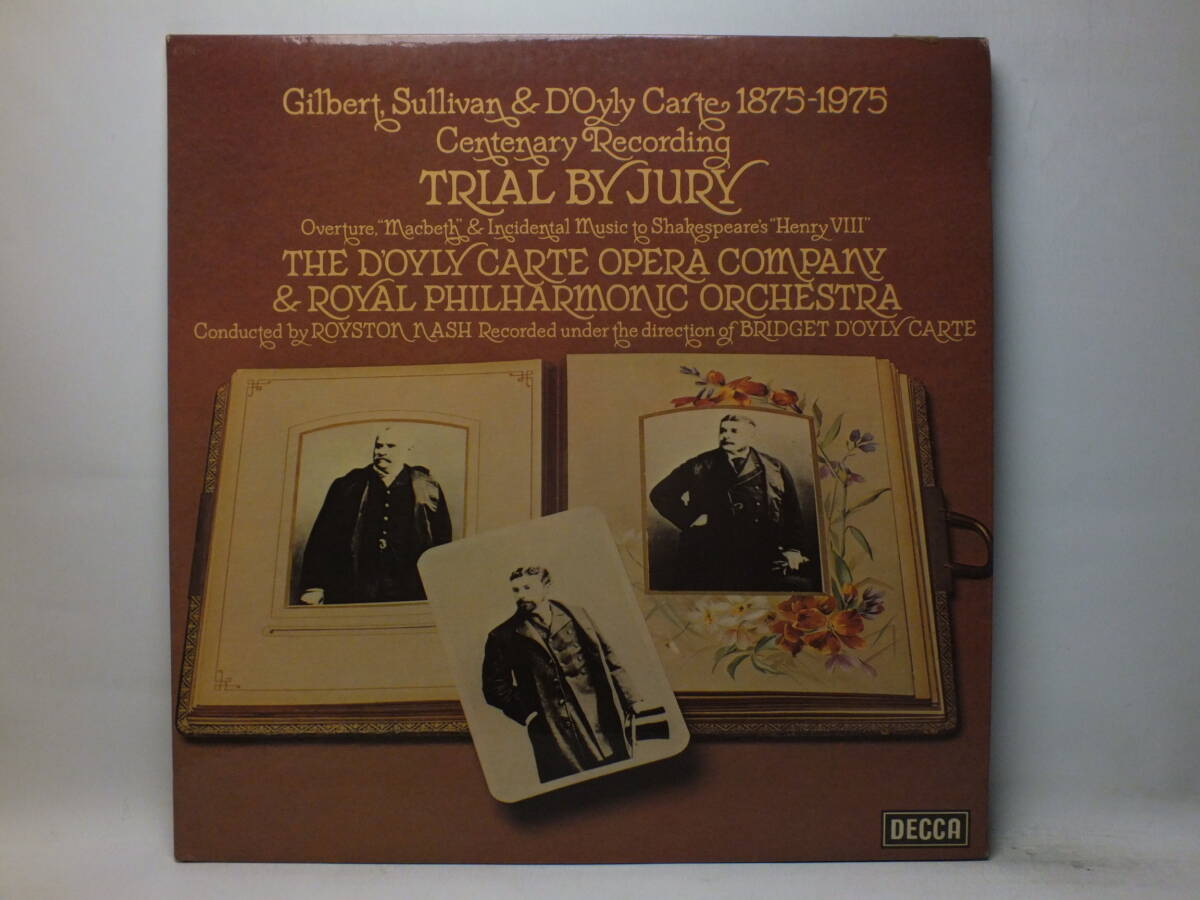 Gilbert, Sullivan & D'Oyly Carte 1875-1975
Centenary Recording
TRIAL BY JURY
Overture, "Macbeth" & Incidental Music to Shakespeare's "Henry VIII"
THE D'OYLY CARTE OPERA COMPANY
& ROYAL PHILHARMONIC ORCHESTRA
Conducted by ROYSTON NASH Recorded under the direction of BRIDGET D'OYLY CARTE
DECCA